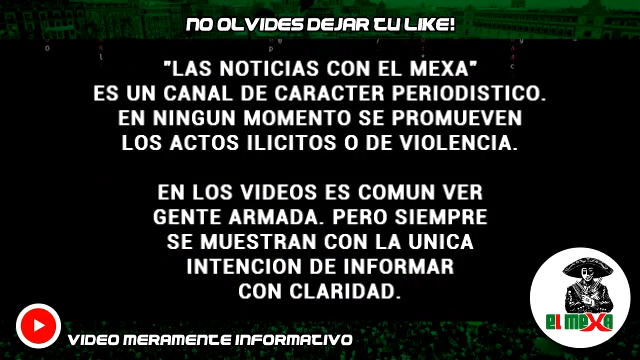 NO OLVIDES DEJAR TU LIKE!
"LAS NOTICIAS CON EL MEXA"
ES UN CANAL DE CARACTER PERIODISTICO.
EN NINGUN MOMENTO SE PROMUEVEN
LOS ACTOS ILICITOS O DE VIOLENCIA.
EN LOS VIDEOS ES COMUN VER
GENTE ARMADA. PERO SIEMPRE
SE MUESTRAN CON LA UNICA
INTENCION DE INFORMAR
CON CLARIDAD.
EL MEXA
VIDEO MERAMENTE INFORMATIVO